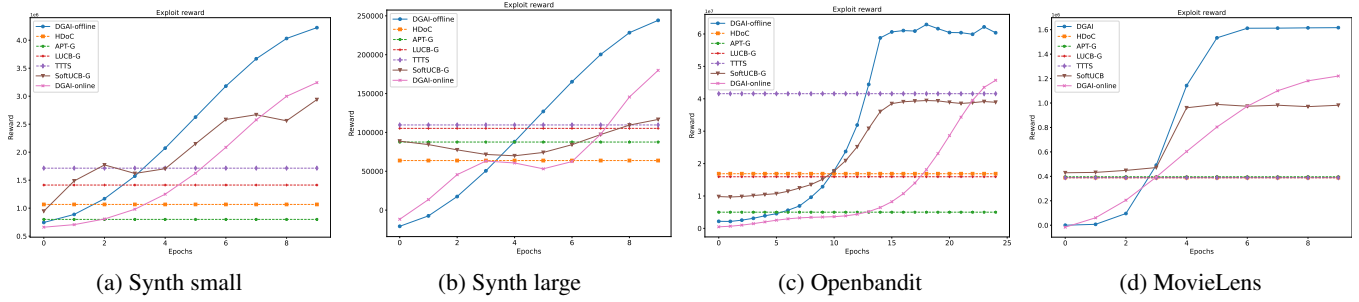 Exploit reward
1e6
DGAI-offline
HDoC
APT-G
LUCB-G
TTTS
SoftUCB-G
DGAI-online
Reward
4.0
3.5
3.0
2.5
2.0
1.5
1.0
0.5
0 2 4 6 8
Epochs
(a) Synth small
Exploit reward
DGAI-offline
HDoC
APT-G
LUCB-G
TTTS
SoftUCB-G
DGAI-online
Reward
250000
200000
150000
100000
50000
0
0 2 4 6 8
Epochs
(b) Synth large
Exploit reward
1e7
DGAI-offline
HDoC
APT-G
LUCB-G
TTTS
SoftUCB-G
DGAI-online
Reward
6
5
4
3
2
1
0
0 5 10 15 20 25
Epochs
(c) Openbandit
Exploit reward
1e6
DGAI
HDoC
APT-G
LUCB-G
TTTS
SoftUCB
DGAI-online
Reward
1.6
1.4
1.2
1.0
0.8
0.6
0.4
0.2
0.0
0 2 4 6 8
Epochs
(d) MovieLens